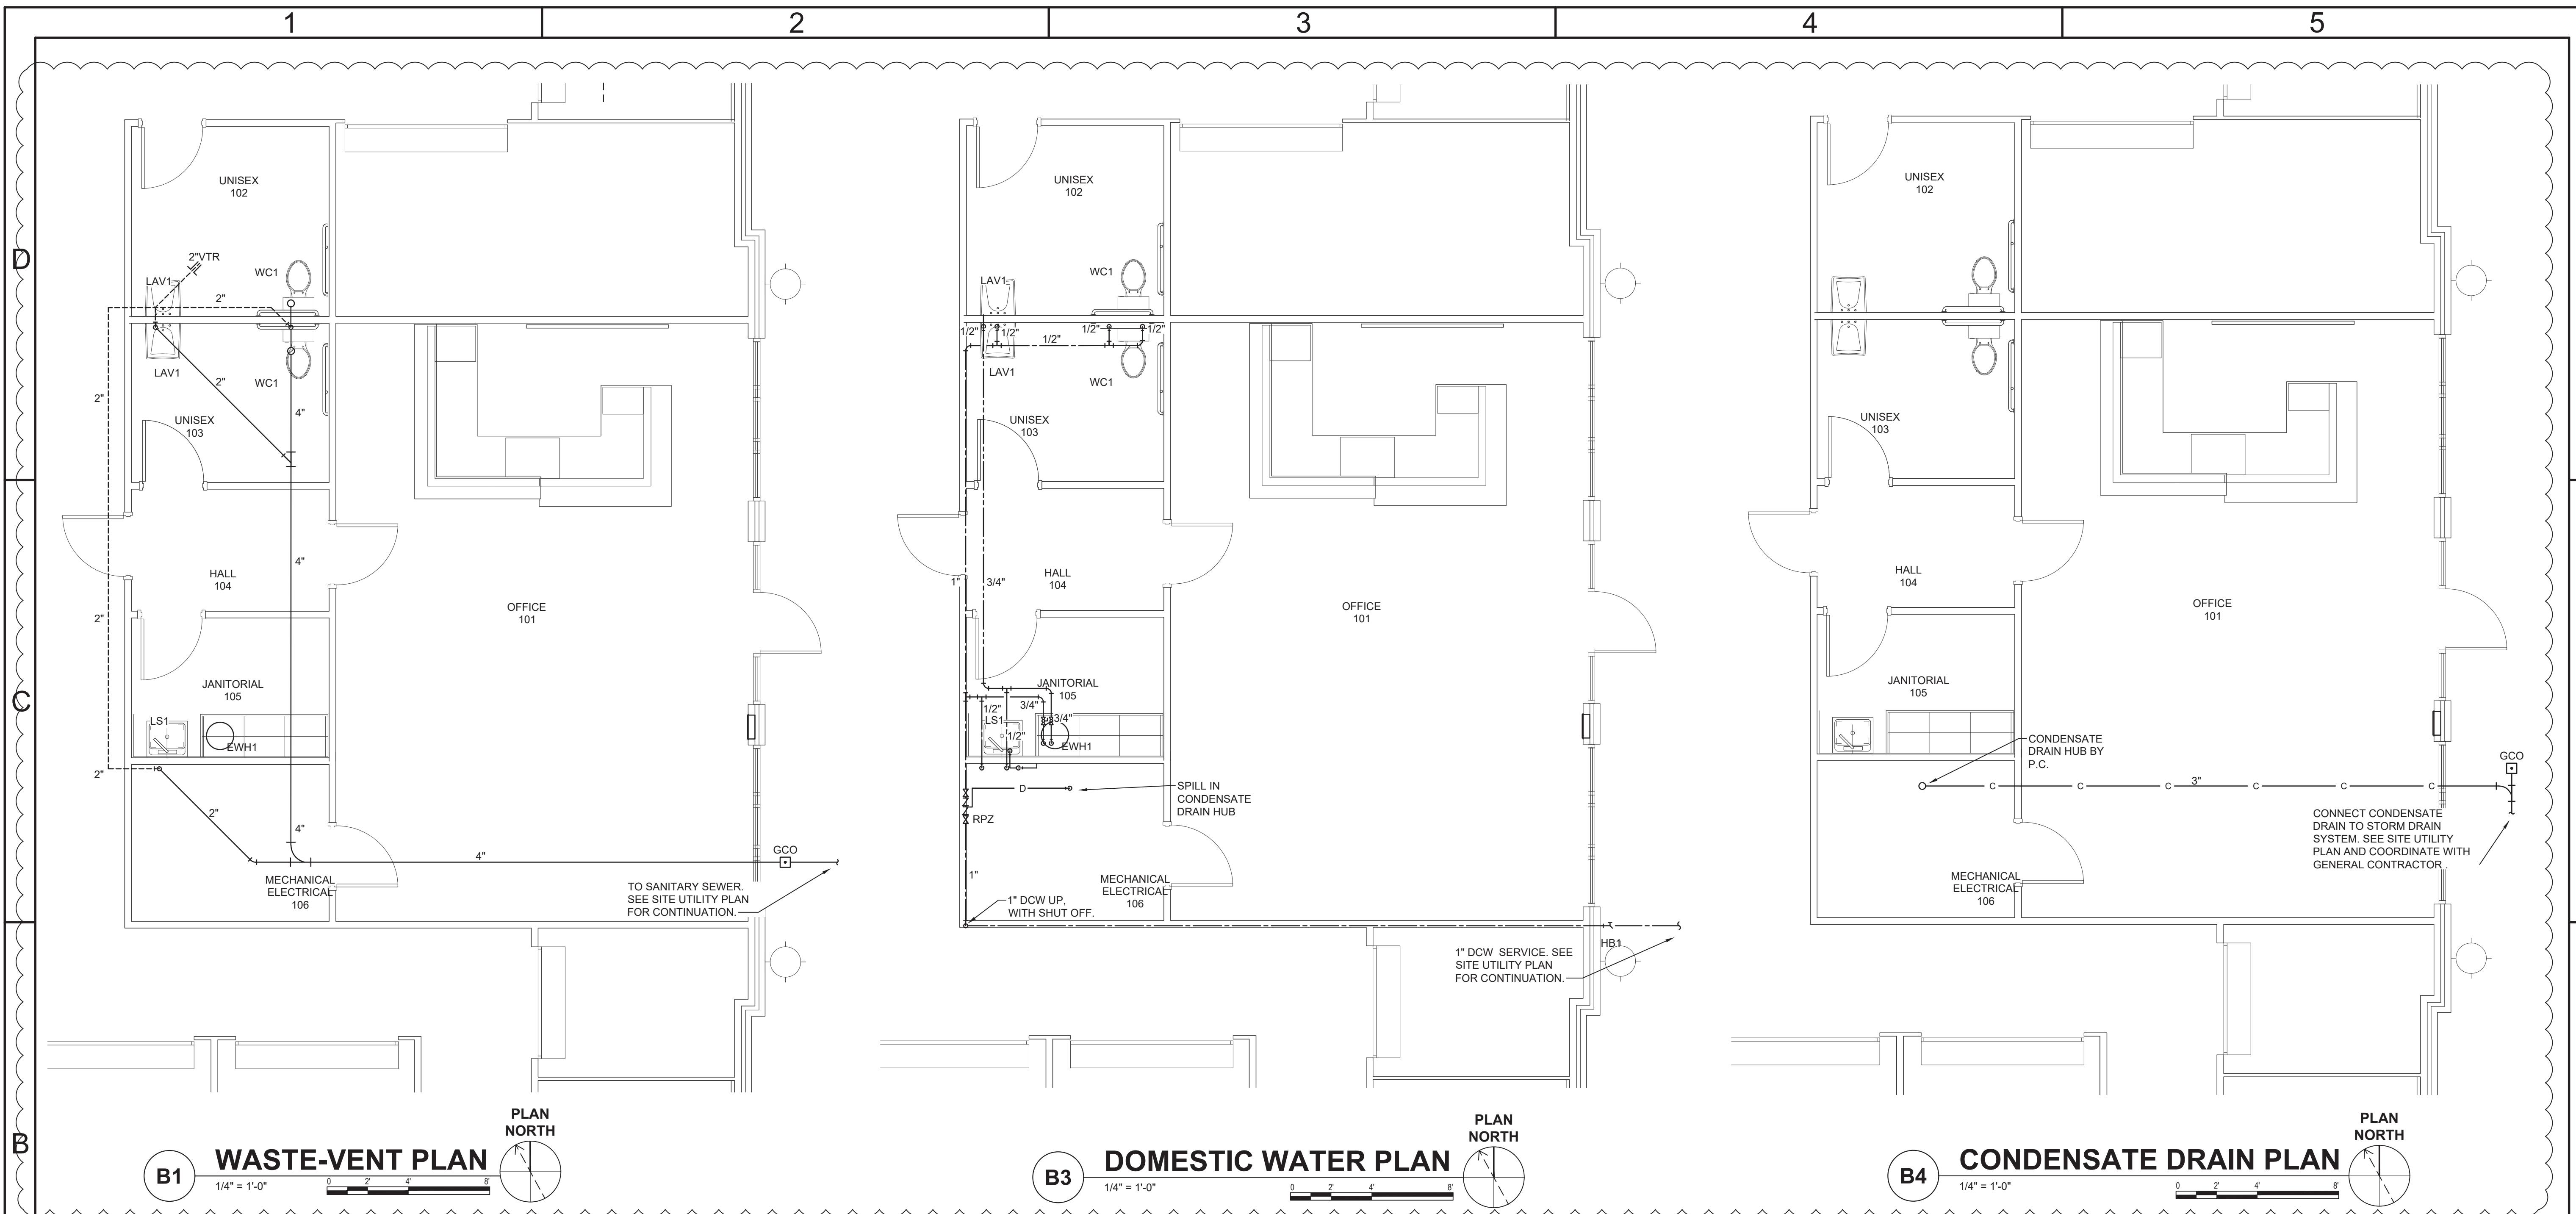 1
2
3
4
5
D
C
B
UNISEX
102
2"VTR
LAV1
WC1
2"
LAV1
2"
WC1
2"
4"
UNISEX
103
4"
HALL
104
OFFICE
101
2"
JANITORIAL
105
LS1
EWH1
2"
2"
4"
4"
GCO
MECHANICAL
ELECTRICAL
106
TO SANITARY SEWER.
SEE SITE UTILITY PLAN
FOR CONTINUATION.
B1
WASTE-VENT PLAN
1/4" = 1'-0"
0 2' 4' 8'
PLAN
NORTH
UNISEX
102
LAV1
WC1
1/2"
1/2"
1/2"
1/2"
1/2"
LAV1
WC1
UNISEX
103
1"
3/4"
HALL
104
OFFICE
101
JANITORIAL
105
1/2"
3/4"
LS1
3/4"
1/2"
EWH1
D
SPILL IN
CONDENSATE
DRAIN HUB
RPZ
1"
MECHANICAL
ELECTRICAL
106
1" DCW UP,
WITH SHUT OFF.
HB1
1" DCW SERVICE. SEE
SITE UTILITY PLAN
FOR CONTINUATION.
B3
DOMESTIC WATER PLAN
1/4" = 1'-0"
0 2' 4' 8'
PLAN
NORTH
UNISEX
102
UNISEX
103
HALL
104
OFFICE
101
JANITORIAL
105
CONDENSATE
DRAIN HUB BY
P.C.
GCO
C C C 3" C C C
CONNECT CONDENSATE
DRAIN TO STORM DRAIN
SYSTEM. SEE SITE UTILITY
PLAN AND COORDINATE WITH
GENERAL CONTRACTOR .
MECHANICAL
ELECTRICAL
106
B4
CONDENSATE DRAIN PLAN
1/4" = 1'-0"
0 2' 4' 8'
PLAN
NORTH